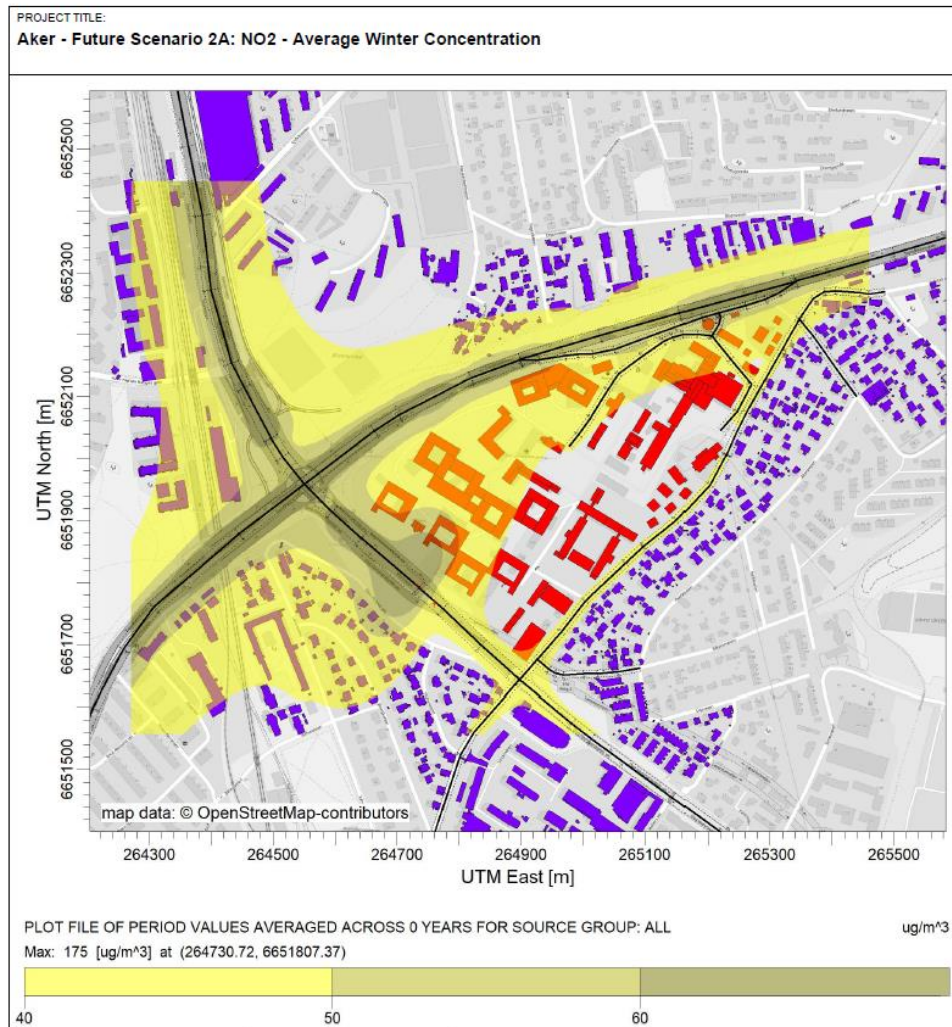 PROJECT TITLE:
Aker - Future Scenario 2A: NO2 - Average Winter Concentration
UTM North [m]
6652500
6652300
6652100
6651900
6651700
6651500
map data: © OpenStreetMap-contributors
264300 264500 264700 264900 265100 265300 265500
UTM East [m]
PLOT FILE OF PERIOD VALUES AVERAGED ACROSS 0 YEARS FOR SOURCE GROUP: ALL ug/m^3
Max: 175 [ug/m^3] at (264730.72, 6651807.37)
40 50 60